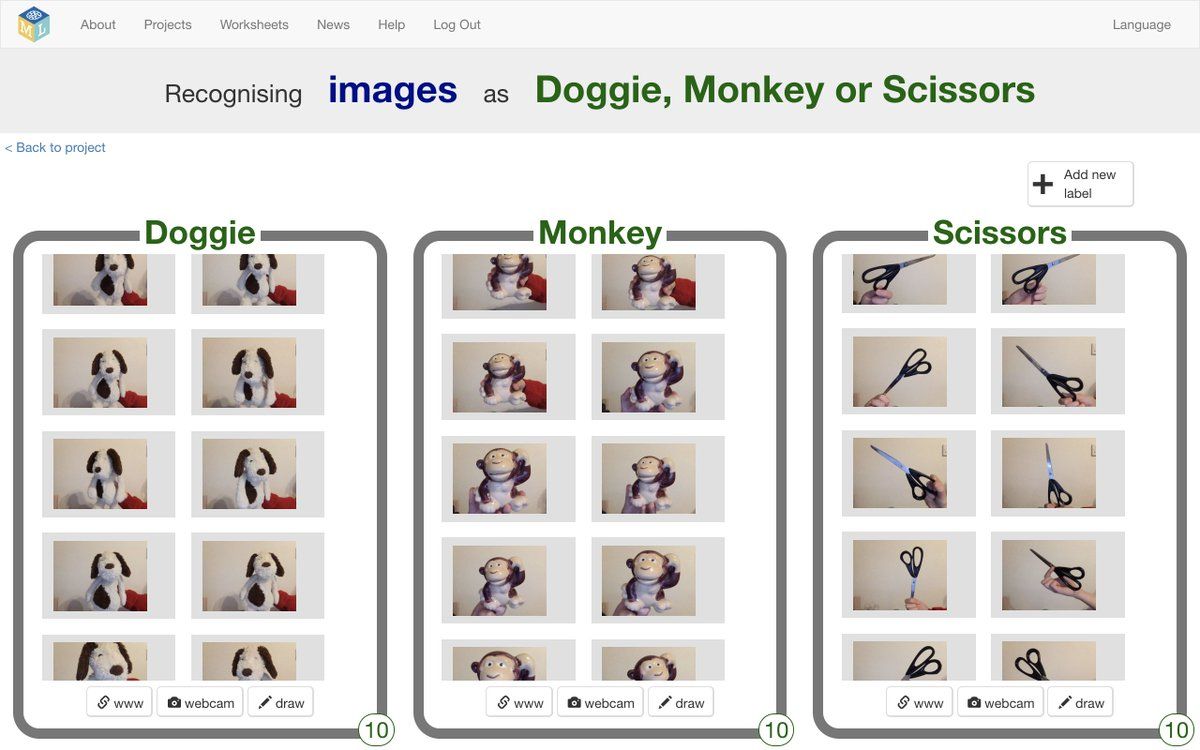 M L
About Projects Worksheets News Help Log Out Language
Recognising images as Doggie, Monkey or Scissors
< Back to project
Add new
label
Doggie Monkey Scissors
www webcam draw www webcam draw www webcam draw
10 10 10